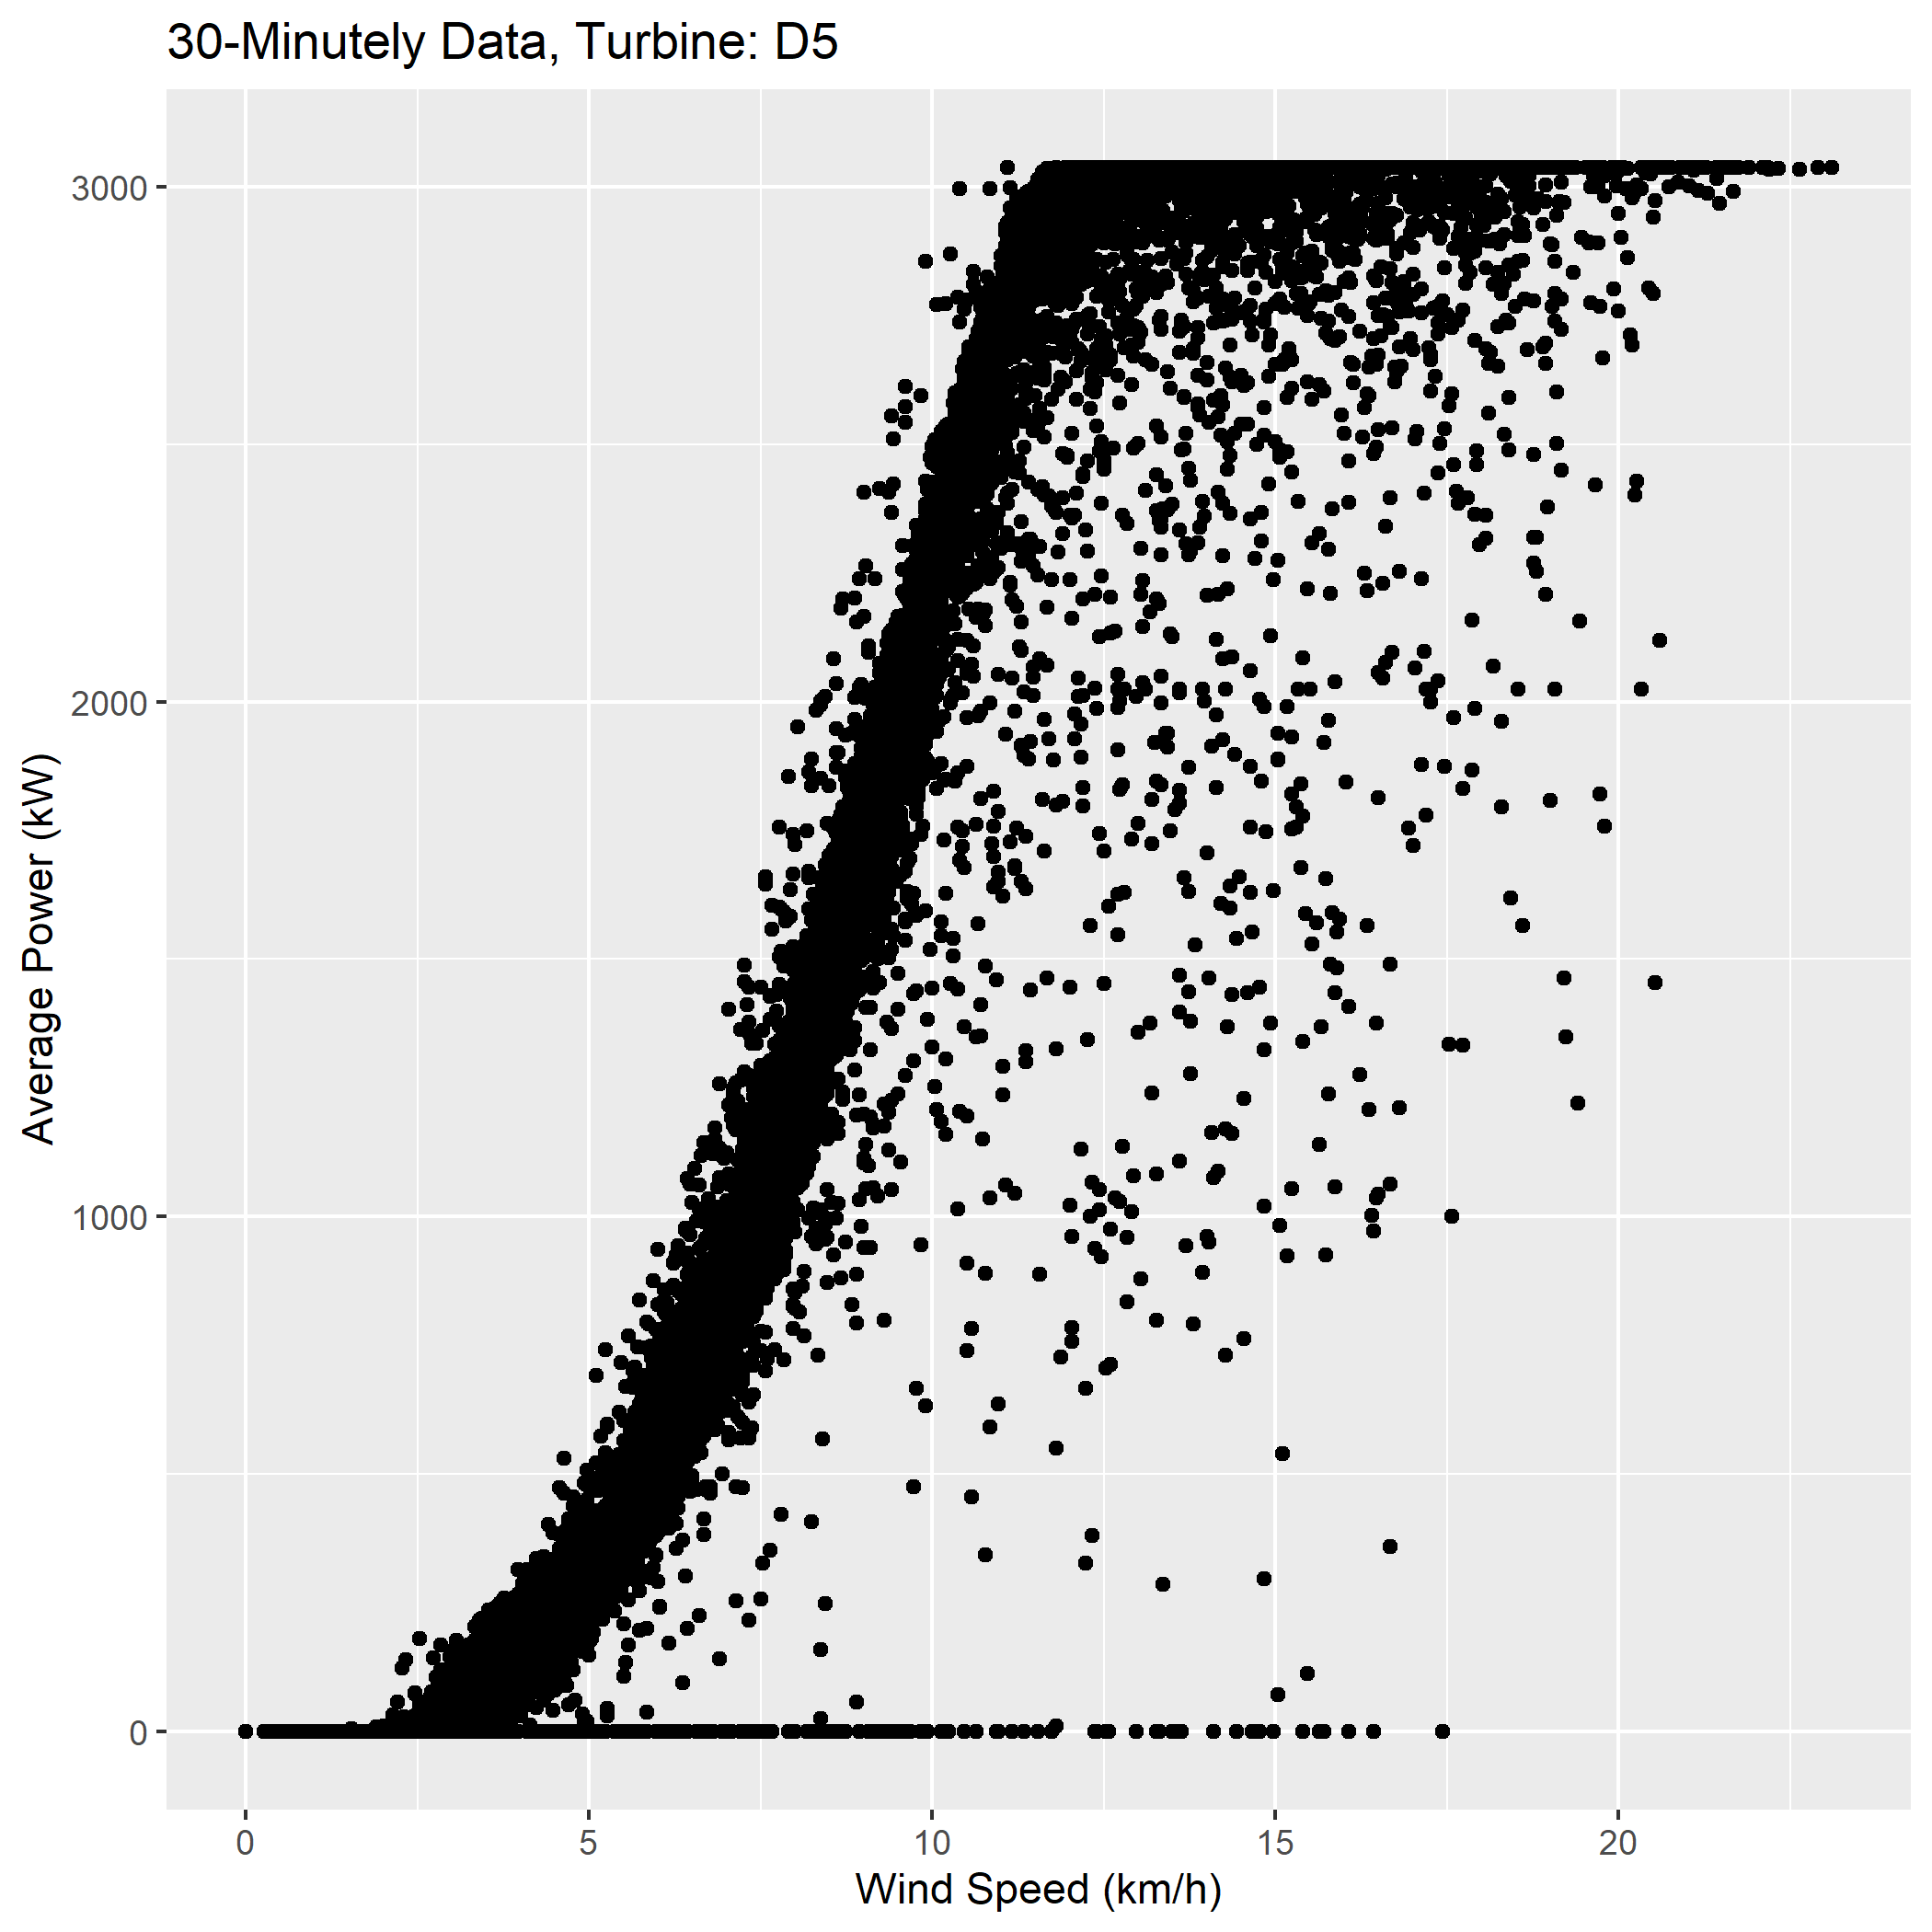 30-Minutely Data, Turbine: D5
Average Power (kW)
3000
2000
1000
0
0 5 10 15 20
Wind Speed (km/h)